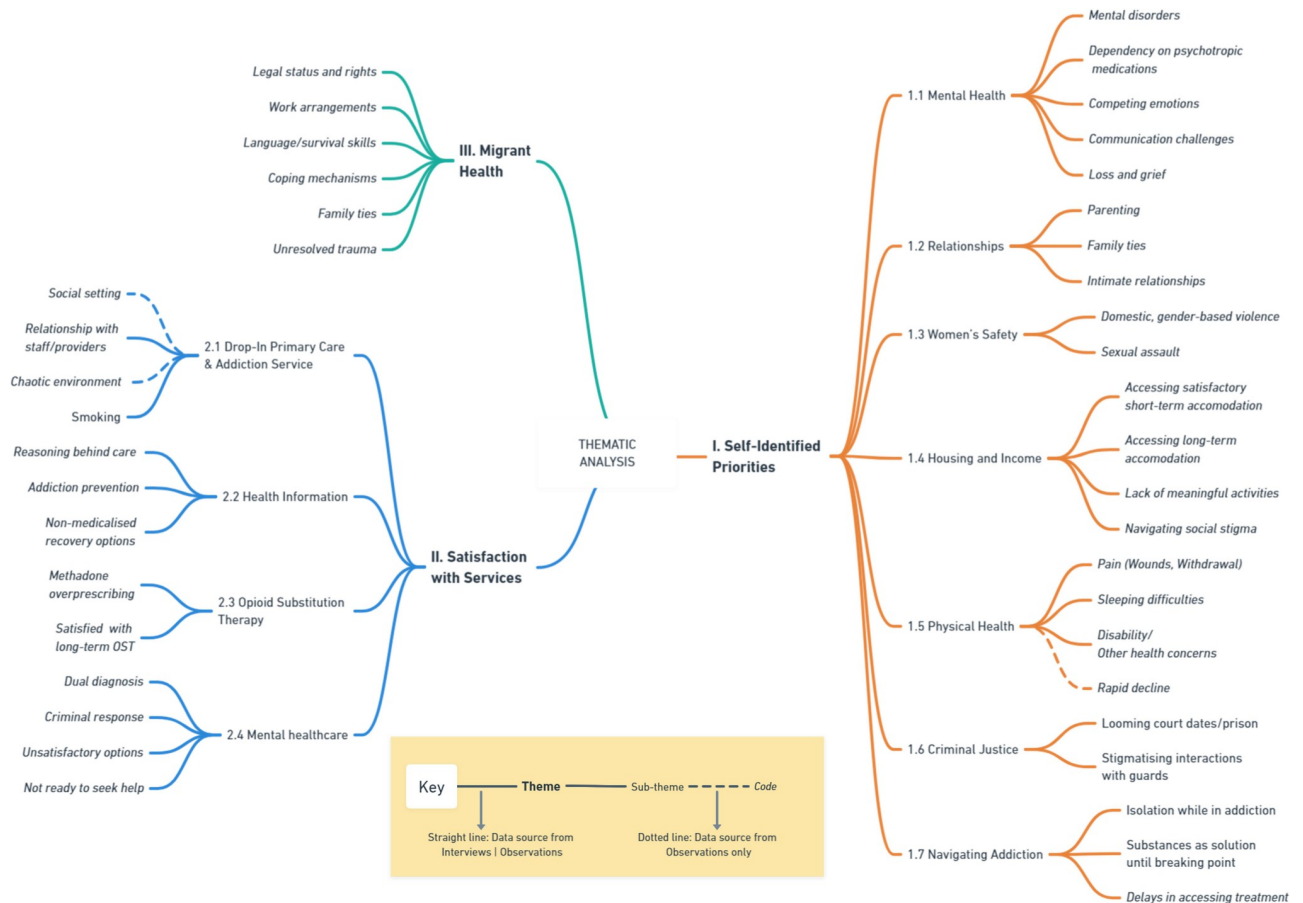 THEMATIC
ANALYSIS
I. Self-Identified
Priorities
1.1 Mental Health
Mental disorders
Dependency on psychotropic
medications
Competing emotions
Communication challenges
Loss and grief
1.2 Relationships
Parenting
Family ties
Intimate relationships
1.3 Women's Safety
Domestic, gender-based violence
Sexual assault
1.4 Housing and Income
Accessing satisfactory
short-term accomodation
Accessing long-term
accomodation
Lack of meaningful activities
Navigating social stigma
1.5 Physical Health
Pain (Wounds, Withdrawal)
Sleeping difficulties
Disability/
Other health concerns
Rapid decline
1.6 Criminal Justice
Looming court dates/prison
Stigmatising interactions
with guards
1.7 Navigating Addiction
Isolation while in addiction
Substances as solution
until breaking point
Delays in accessing treatment
II. Satisfaction
with Services
2.1 Drop-In Primary Care
& Addiction Service
Social setting
Relationship with
staff/providers
Chaotic environment
Smoking
2.2 Health Information
Reasoning behind care
Addiction prevention
Non-medicalised
recovery options
2.3 Opioid Substitution
Therapy
Methadone
overprescribing
Satisfied with
long-term OST
2.4 Mental healthcare
Dual diagnosis
Criminal response
Unsatisfactory options
Not ready to seek help
III. Migrant
Health
Legal status and rights
Work arrangements
Language/survival skills
Coping mechanisms
Family ties
Unresolved trauma
Key
Theme
Sub-theme
Code
Straight line: Data source from
Interviews | Observations
Dotted line: Data source from
Observations only